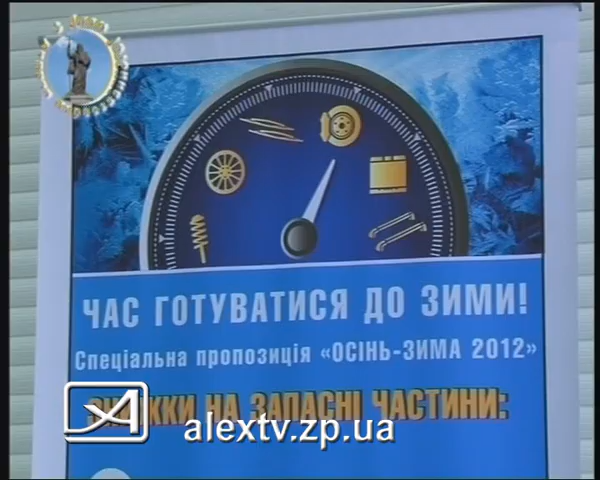 ЧАС ГОТУВАТИСЯ ДО ЗИМИ!
Спеціальна пропозиція «ОСІНЬ-ЗИМА 2012»
НА ЗАПАСНІ ЧАСТИНИ:
alextv.zp.ua